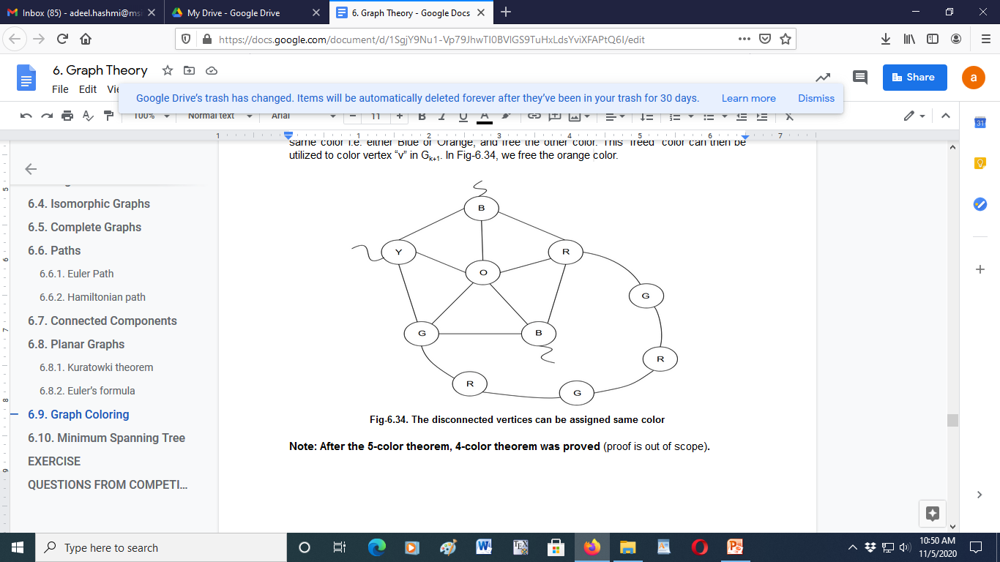 Inbox (85) - adeel.hashmi@msi
My Drive - Google Drive
6. Graph Theory - Google Docs
https://docs.google.com/document/d/1SgjY9Nu1-Vp79JhwTI0BVlGS9TuHxLdsYviXFAPtQ6I/edit
6. Graph Theory
Share
a
File Edit Vie
Google Drive's trash has changed. Items will be automatically deleted forever after they've been in your trash for 30 days. Learn more Dismiss
100% Normal text Arial 11 B I U A
1 1 2 3 4 5 6 7
same color i.e. either Blue or Orange, and free the other color. This "freed" color can then be
utilized to color vertex "v" in Gk+1. In Fig-6.34, we free the orange color.
6.4. Isomorphic Graphs
6.5. Complete Graphs
6.6. Paths
6.6.1. Euler Path
6.6.2. Hamiltonian path
6.7. Connected Components
6.8. Planar Graphs
6.8.1. Kuratowki theorem
6.8.2. Euler's formula
6.9. Graph Coloring
6.10. Minimum Spanning Tree
EXERCISE
QUESTIONS FROM COMPETI...
5
6
7
8
9
B
Y
R
O
G
G
B
R
R
G
Fig-6.34. The disconnected vertices can be assigned same color
Note: After the 5-color theorem, 4-color theorem was proved (proof is out of scope).
31
Type here to search
10:50 AM
11/5/2020